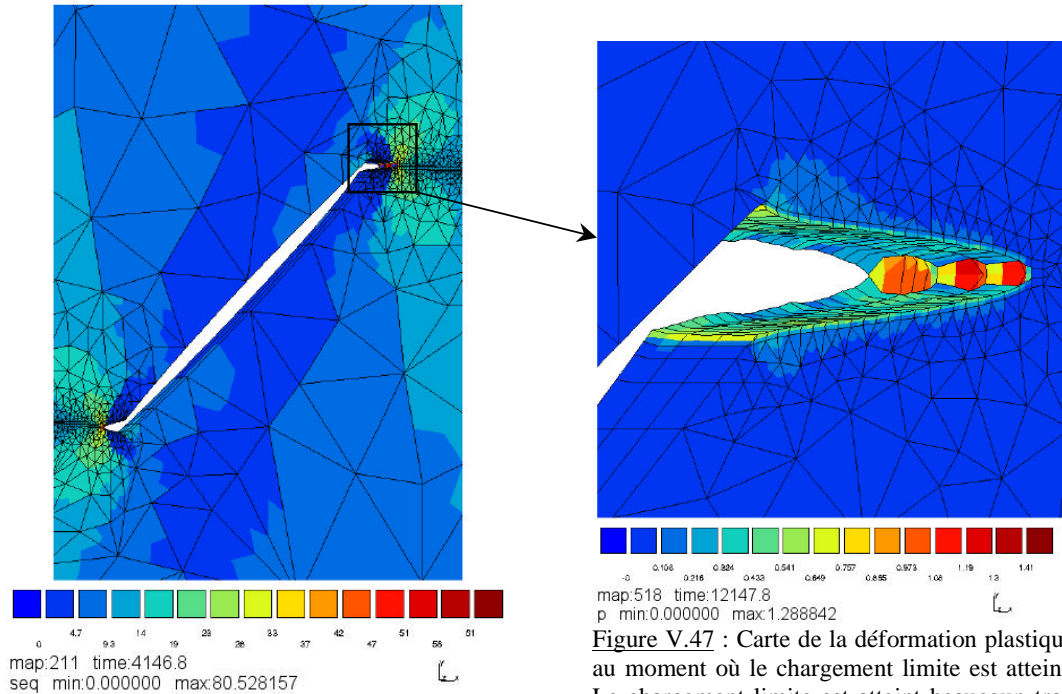 0 4.7 9.3 14 19 23 28 33 37 42 47 51 56 61
map:211 time:4146.8
seq min:0.000000 max:80.528157
-0 0.106 0.216 0.324 0.433 0.541 0.649 0.757 0.865 0.973 1.08 1.19 1.3 1.41
map:518 time:12147.8
p min:0.000000 max:1.288842
Figure V.47 : Carte de la déformation plastiqu
au moment où le chargement limite est attein